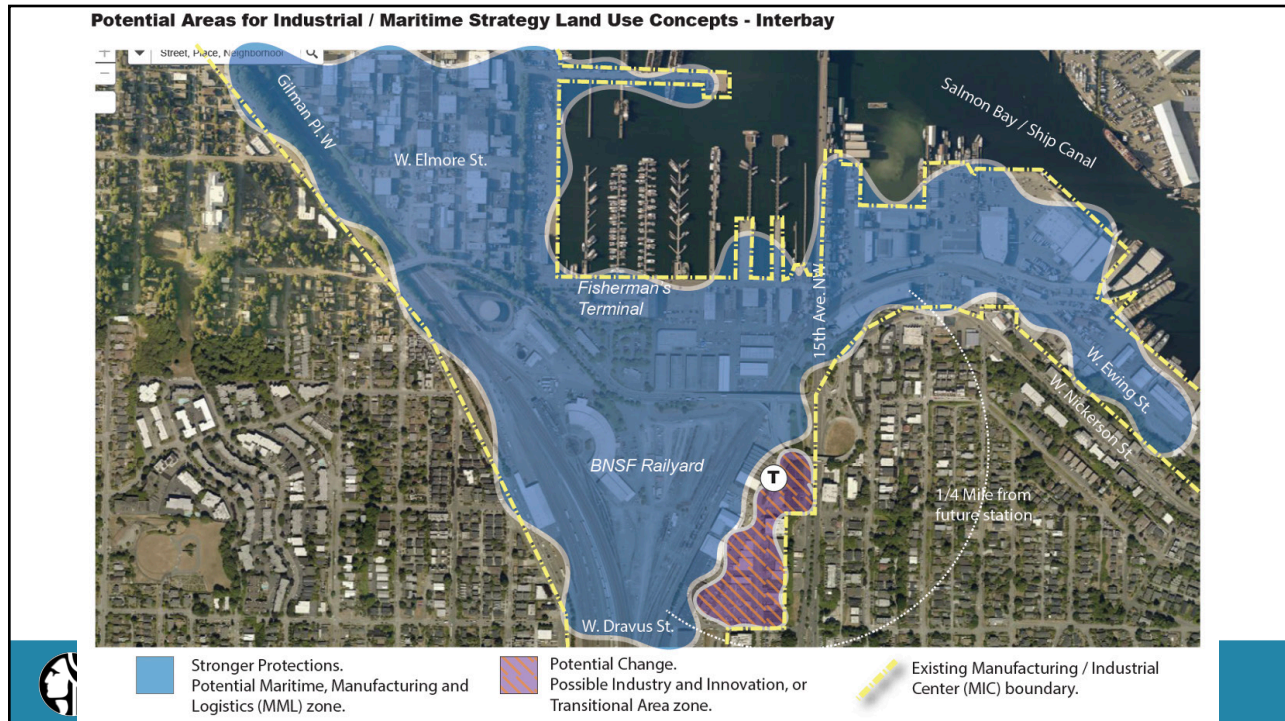 Potential Areas for Industrial / Maritime Strategy Land Use Concepts - Interbay
Street, Place, Neighborhood
Gilman Pl. W
W. Elmore St.
Salmon Bay / Ship Canal
Fisherman's
Terminal
15th Ave. NW
W. Ewing St.
W. Nickerson St.
BNSF Railyard
T
1/4 Mile from
future station
W. Dravus St.
Stronger Protections.
Potential Maritime, Manufacturing and
Logistics (MML) zone.
Potential Change.
Possible Industry and Innovation, or
Transitional Area zone.
Existing Manufacturing / Industrial
Center (MIC) boundary.